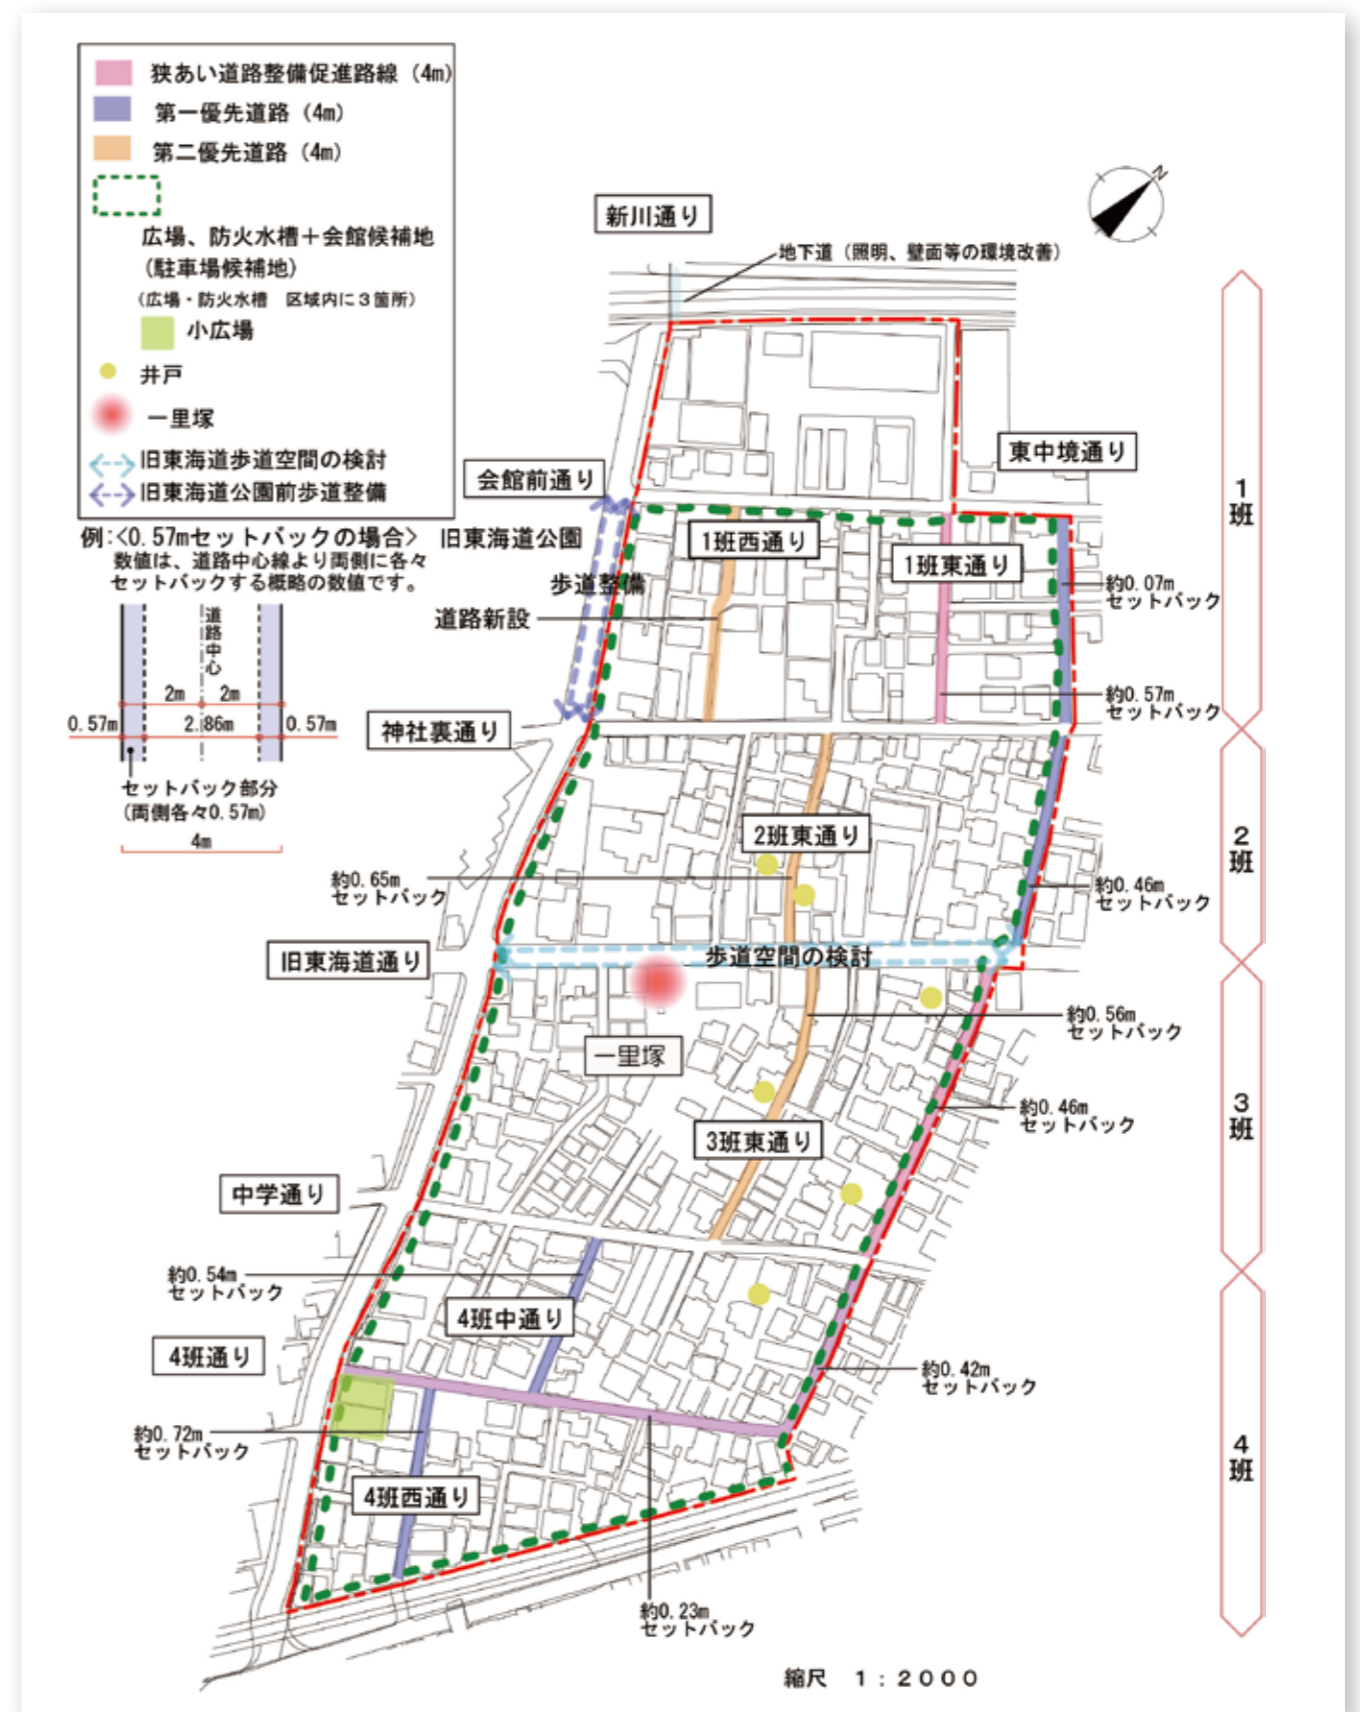 狭あい道路整備促進路線(4m)
第一優先道路(4m)
第二優先道路(4m)
広場、防火水槽＋会館候補地
(駐車場候補地)
(広場・防火水槽 区域内に3箇所)
小広場
井戸
一里塚
旧東海道歩道空間の検討
旧東海道公園前歩道整備
例:<0.57mセットバックの場合>
数値は、道路中心線より両側に各々
セットバックする概略の数値です。
道路中心
2m 2m
0.57m 2.86m 0.57m
セットバック部分
(両側各々0.57m)
4m
新川通り
地下道(照明、壁面等の環境改善)
N
東中境通り
会館前通り
旧東海道公園
歩道整備
1班西通り
1班東通り
道路新設
約0.07m
セットバック
約0.57m
セットバック
神社裏通り
2班東通り
約0.65m
セットバック
約0.46m
セットバック
旧東海道通り
歩道空間の検討
約0.56m
セットバック
一里塚
約0.46m
セットバック
3班東通り
中学通り
約0.54m
セットバック
4班中通り
4班通り
約0.42m
セットバック
約0.72m
セットバック
4班西通り
約0.23m
セットバック
1班
2班
3班
4班
縮尺 1:2000